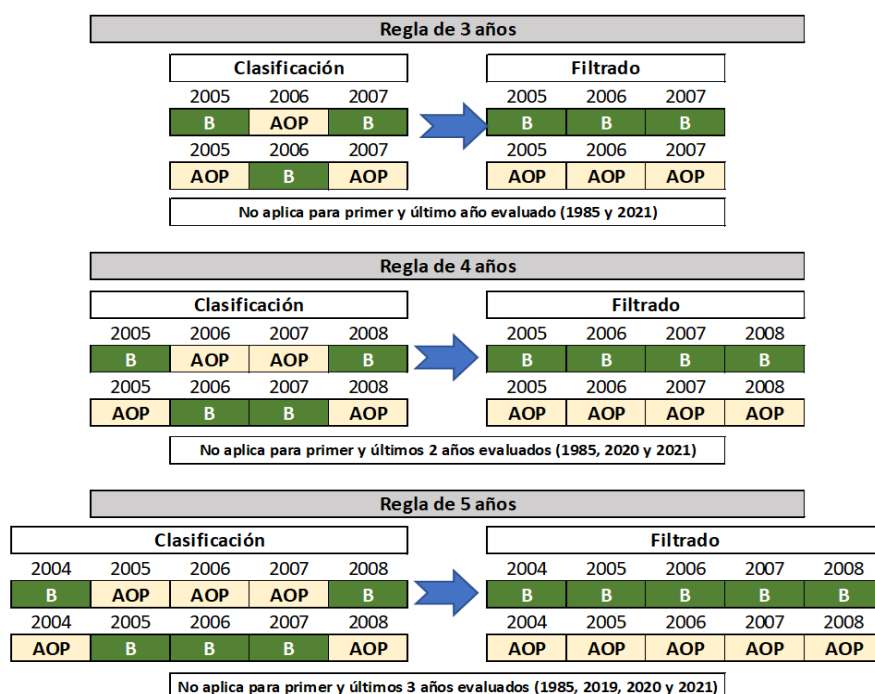 Regla de 3 años
Clasificación Filtrado
2005 2006 2007 2005 2006 2007
B AOP B B B B
2005 2006 2007 2005 2006 2007
AOP B AOP AOP AOP AOP
No aplica para primer y último año evaluado (1985 y 2021)
Regla de 4 años
Clasificación Filtrado
2005 2006 2007 2008 2005 2006 2007 2008
B AOP AOP B B B B B
2005 2006 2007 2008 2005 2006 2007 2008
AOP B B AOP AOP AOP AOP AOP
No aplica para primer y últimos 2 años evaluados (1985, 2020 y 2021)
Regla de 5 años
Clasificación Filtrado
2004 2005 2006 2007 2008 2004 2005 2006 2007 2008
B AOP AOP AOP B B B B B B
2004 2005 2006 2007 2008 2004 2005 2006 2007 2008
AOP B B B AOP AOP AOP AOP AOP AOP
No aplica para primer y últimos 3 años evaluados (1985, 2019, 2020 y 2021)